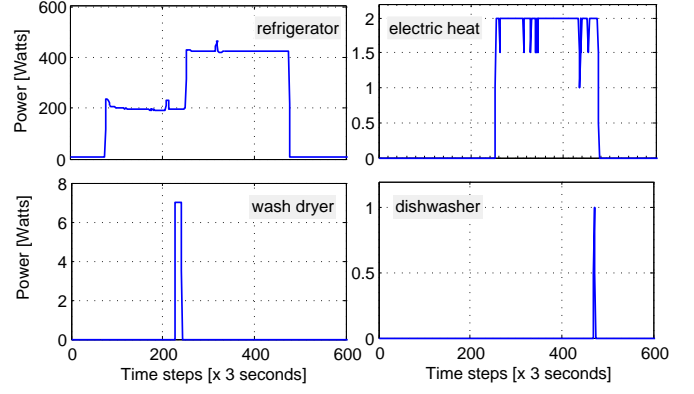 600
400
200
0
Power [Watts]
refrigerator
2
1.5
1
0.5
0
electric heat
8
6
4
2
0
Power [Watts]
wash dryer
0 200 400 600
Time steps [x 3 seconds]
1
0.5
0
dishwasher
0 200 400 600
Time steps [x 3 seconds]